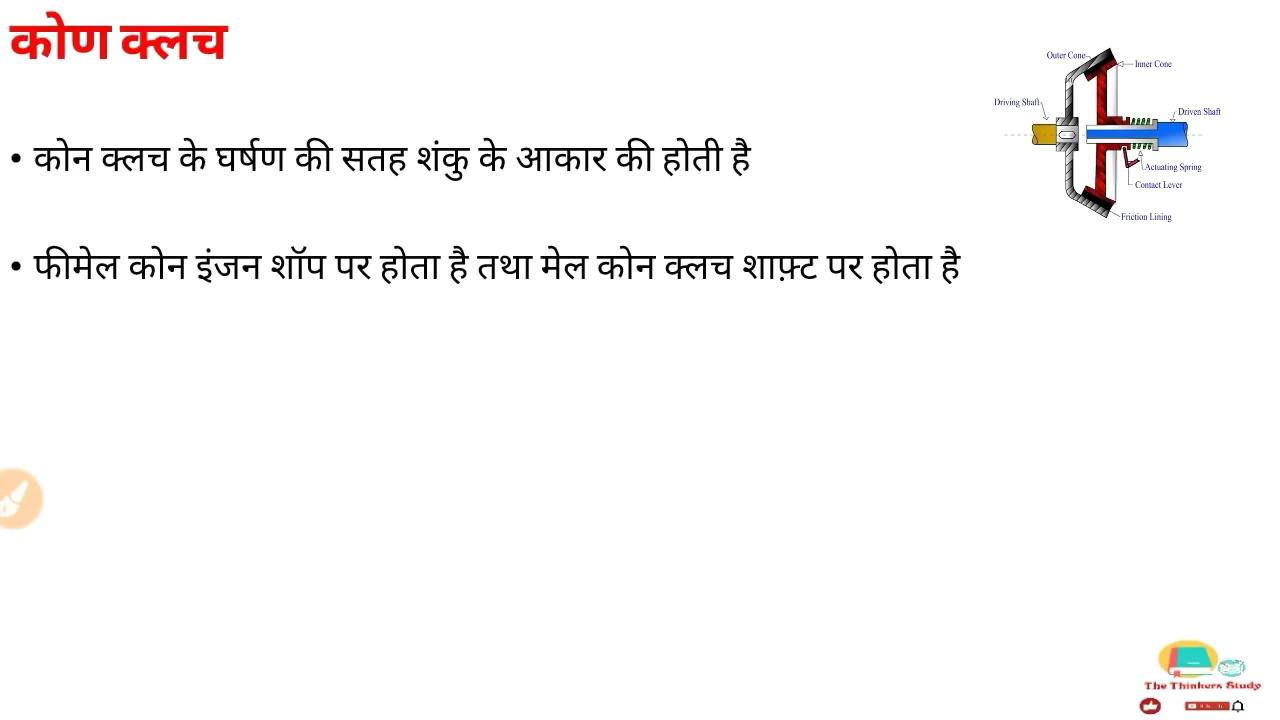 कोण क्लच
• कोन क्लच के घर्षण की सतह शंकु के आकार की होती है
• फीमेल कोन इंजन शॉप पर होता है तथा मेल कोन क्लच शाफ़्ट पर होता है
Outer Cone
Inner Cone
Driving Shaft
Driven Shaft
Actuating Spring
Contact Lever
Friction Lining
The Thinkers Study